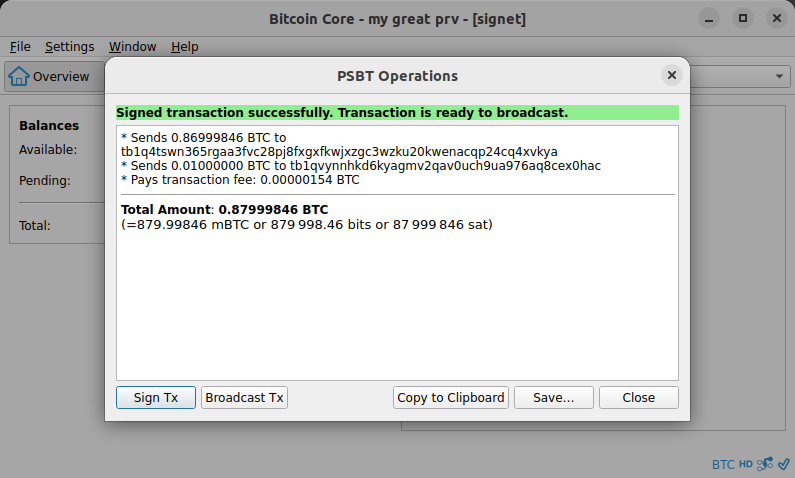 Bitcoin Core - my great prv - [signet]
File Settings Window Help
Overview
PSBT Operations
Balances
Available:
Pending:
Total:
Signed transaction successfully. Transaction is ready to broadcast.
* Sends 0.86999846 BTC to
tb1q4tswn365rgaa3fvc28pj8fxgxfkwjxzgc3wzku20kwenacqp24cq4xvkya
* Sends 0.01000000 BTC to tb1qvynnhkd6kyagmv2qav0uch9ua976aq8cex0hac
* Pays transaction fee: 0.00000154 BTC
Total Amount: 0.87999846 BTC
(=879.99846 mBTC or 879 998.46 bits or 87 999 846 sat)
Sign Tx Broadcast Tx Copy to Clipboard Save... Close
BTC HD